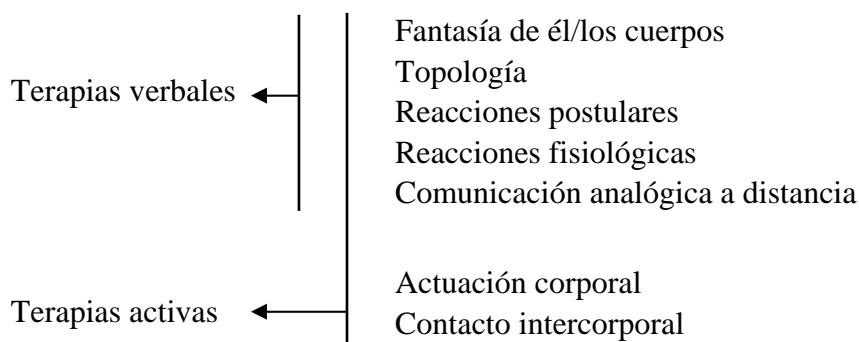 Fantasía de él/los cuerpos
Topología
Terapias verbales
Reacciones postulares
Reacciones fisiológicas
Comunicación analógica a distancia
Actuación corporal
Terapias activas
Contacto intercorporal